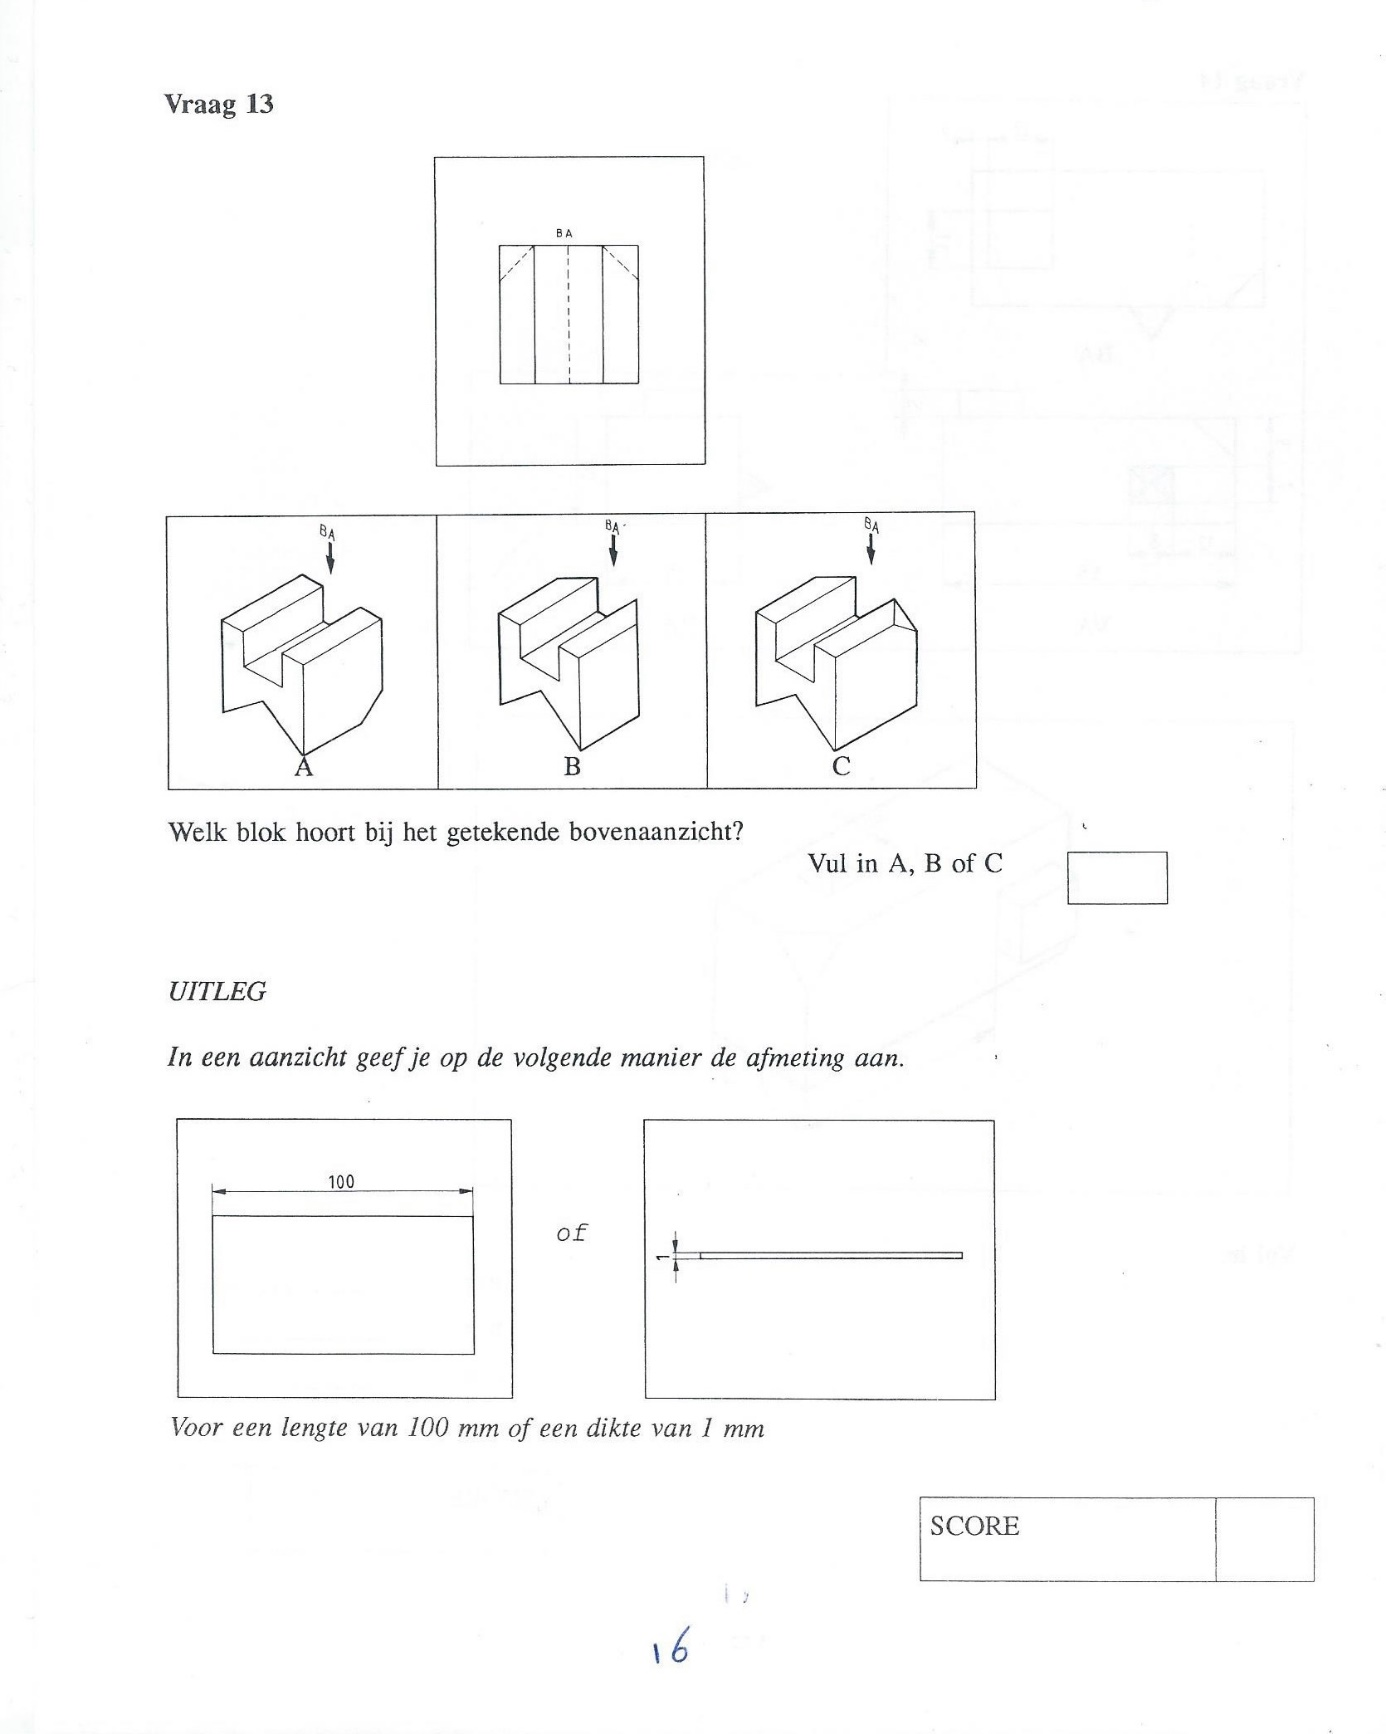 Vraag 13
BA
BA
BA
BA
A
B
C
Welk blok hoort bij het getekende bovenaanzicht?
Vul in A, B of C
UITLEG
In een aanzicht geef je op de volgende manier de afmeting aan.
100
of
1
Voor een lengte van 100 mm of een dikte van 1 mm
SCORE
16